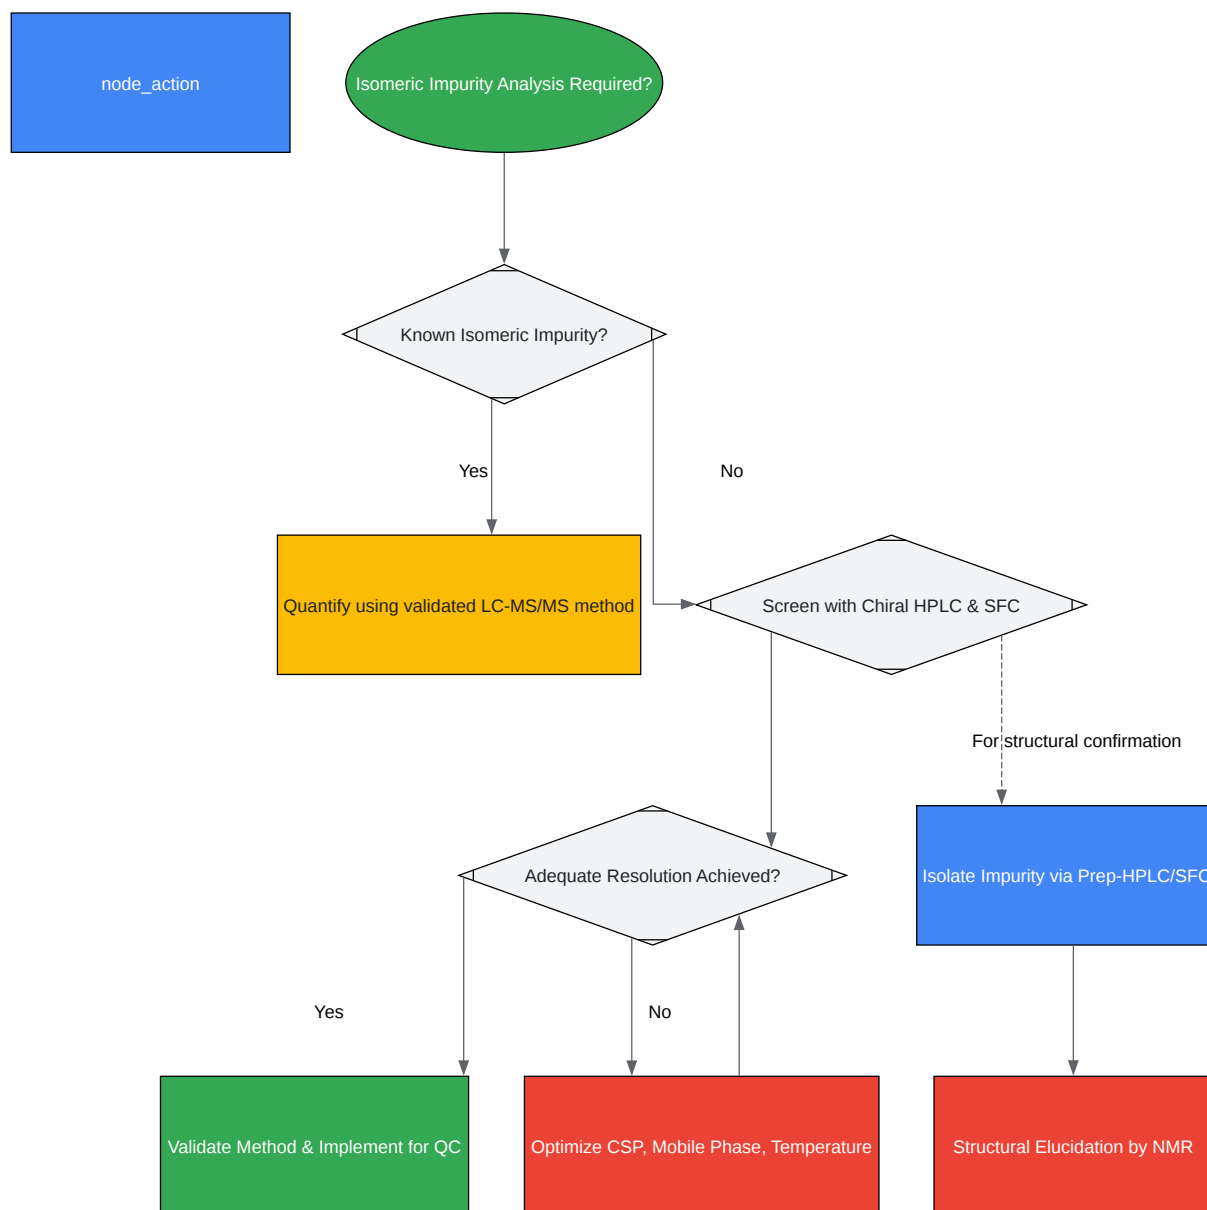 node_action
Isomeric Impurity Analysis Required?
Known Isomeric Impurity?
Yes
No
Quantify using validated LC-MS/MS method
Screen with Chiral HPLC & SFC
For structural confirmation
Adequate Resolution Achieved?
Isolate Impurity via Prep-HPLC/SFC
Yes
No
Validate Method & Implement for QC
Optimize CSP, Mobile Phase, Temperature
Structural Elucidation by NMR